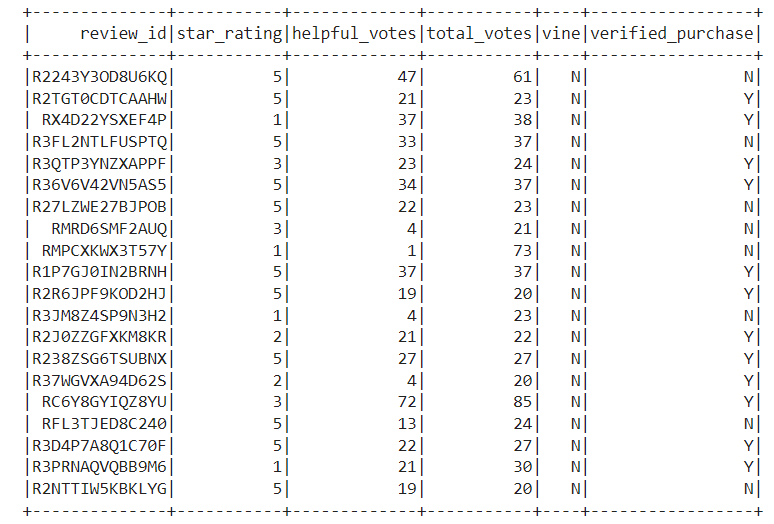 +--------------+-----------+-------------+-----------+----+-----------------+
|     review_id|star_rating|helpful_votes|total_votes|vine|verified_purchase|
+--------------+-----------+-------------+-----------+----+-----------------+
|R2243Y3OD8U6KQ|          5|           47|         61|   N|                N|
|R2TGT0CDTCAAHW|          5|           21|         23|   N|                Y|
| RX4D22YSXEF4P|          1|           37|         38|   N|                Y|
|R3FL2NTLFUSPTQ|          5|           33|         37|   N|                N|
|R3QTP3YNZXAPPF|          3|           23|         24|   N|                Y|
|R36V6V42VN5AS5|          5|           34|         37|   N|                Y|
|R27LZWE27BJPOB|          5|           22|         23|   N|                N|
| RMRD6SMF2AUQ|          3|            4|         21|   N|                N|
| RMPCXKWX3T57Y|          1|            1|         73|   N|                N|
|R1P7GJ0IN2BRNH|          5|           37|         37|   N|                Y|
|R2R6JPF9KOD2HJ|          5|           19|         20|   N|                Y|
|R3JM8Z4SP9N3H2|          1|            4|         23|   N|                N|
|R2J0ZZGFXKM8KR|          2|           21|         22|   N|                Y|
|R238ZSG6TSUBNX|          5|           27|         27|   N|                Y|
|R37WGVXA94D62S|          2|            4|         20|   N|                Y|
| RC6Y8GYIQZ8YU|          3|           72|         85|   N|                Y|
| RFL3TJED8C240|          5|           13|         24|   N|                N|
|R3D4P7A8Q1C70F|          5|           22|         27|   N|                Y|
|R3PRNAQVQBB9M6|          1|           21|         30|   N|                Y|
|R2NTTIW5KBKLYG|          5|           19|         20|   N|                N|
+--------------+-----------+-------------+-----------+----+-----------------+